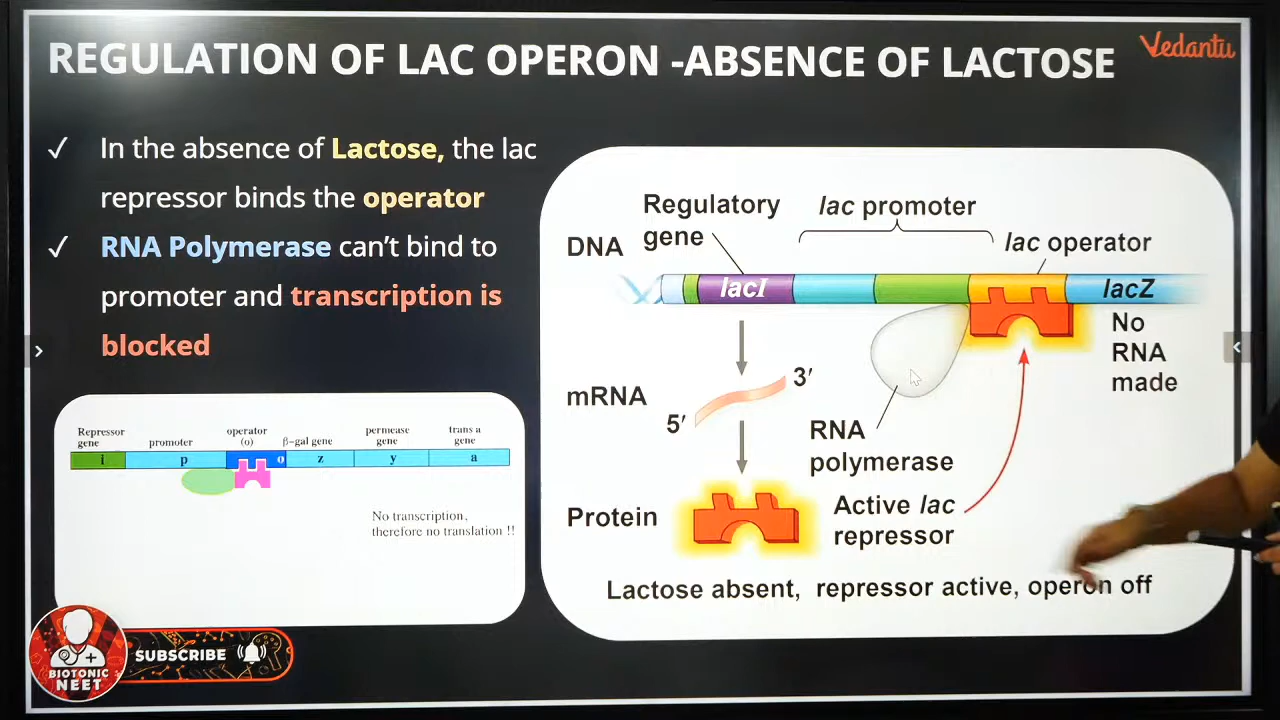 REGULATION OF LAC OPERON -ABSENCE OF LACTOSE
Vedantu
✓ In the absence of Lactose, the lac
repressor binds the operator
✓ RNA Polymerase can't bind to
promoter and transcription is
blocked
Repressor
gene
promoter
operator
(o)
β-gal gene
permease
gene
trans a
gene
i
p
o
z
y
a
No transcription,
therefore no translation !!
Regulatory
gene
lac promoter
DNA
lac operator
lacI
lacZ
No
RNA
made
mRNA
3'
5'
RNA
polymerase
Protein
Active lac
repressor
Lactose absent, repressor active, operon off
BIOTONIC
NEET
SUBSCRIBE